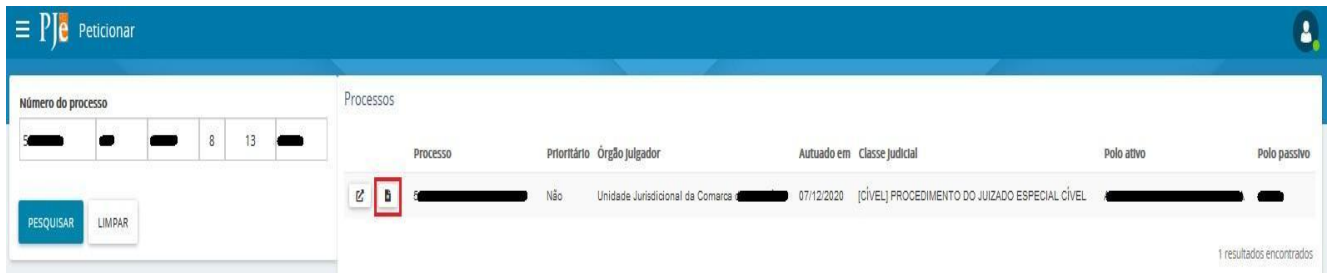 PJe Peticionar
Número do processo
5 8 13
PESQUISAR LIMPAR
Processos
Processo Prioritário Órgão julgador Autuado em Classe judicial Polo ativo Polo passivo
Não Unidade Jurisdicional da Comarca 07/12/2020 [CÍVEL] PROCEDIMENTO DO JUIZADO ESPECIAL CÍVEL
1 resultados encontrados